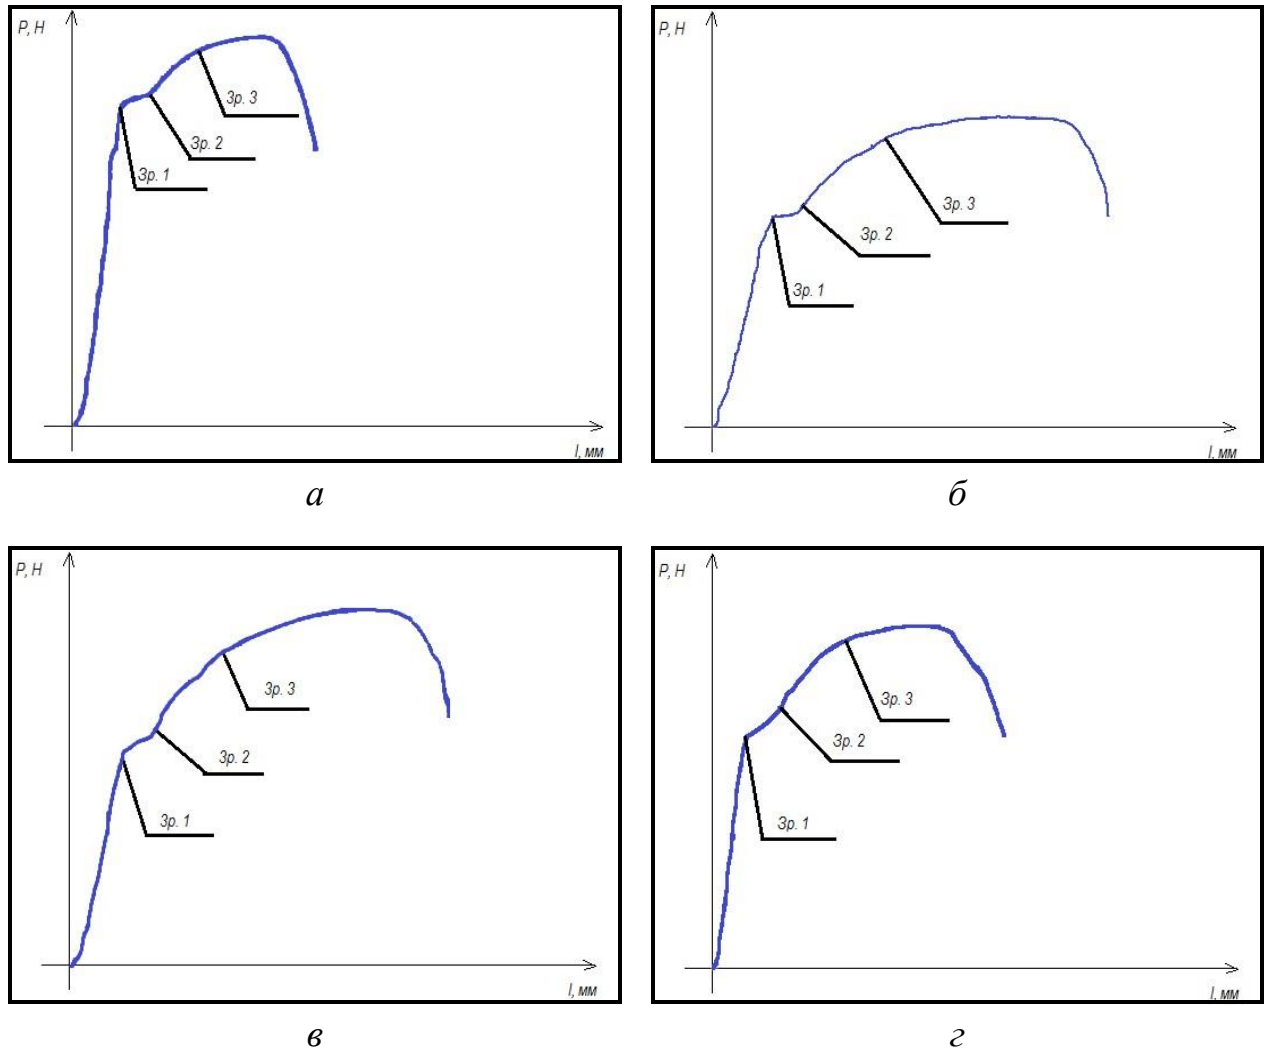 P, H
Зр. 3
Зр. 2
Зр. 1
l, мм
а
P, H
Зр. 3
Зр. 2
Зр. 1
l, мм
б
P, H
Зр. 3
Зр. 2
Зр. 1
l, мм
в
P, H
Зр. 3
Зр. 2
Зр. 1
l, мм
г